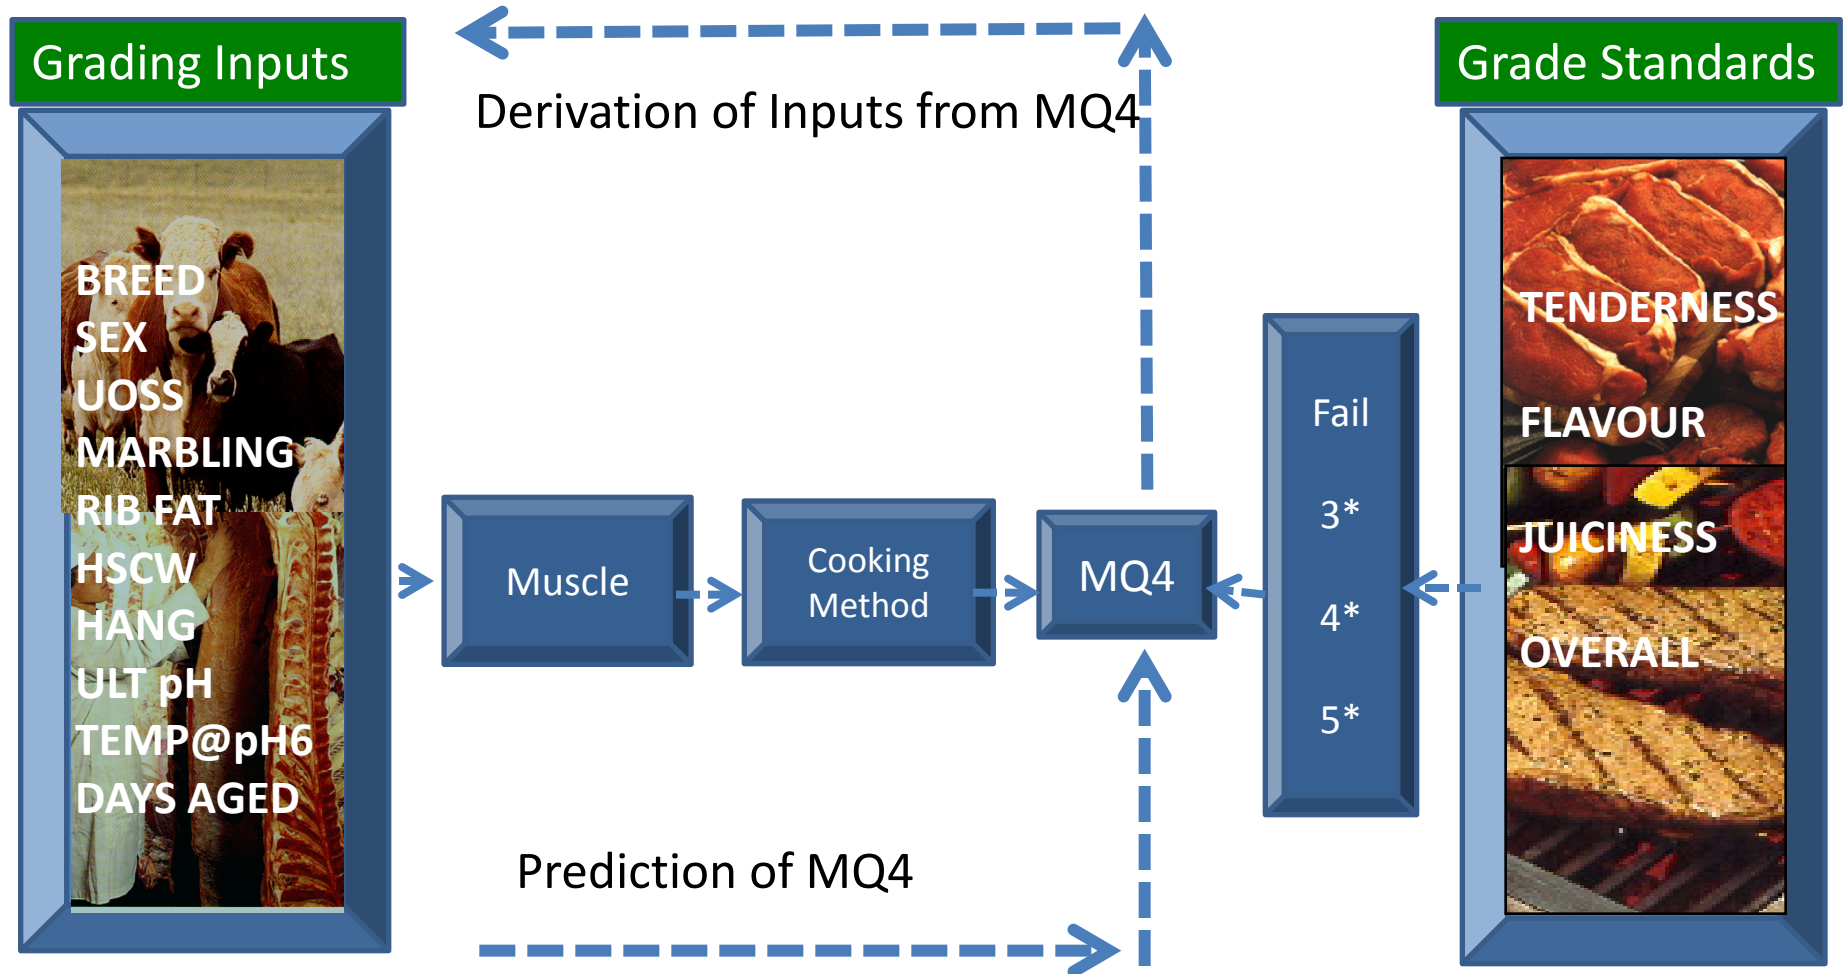 Grading Inputs
Grade Standards
Derivation of Inputs from MQ4
BREED
SEX
UOSS
MARBLING
RIB FAT
HSCW
HANG
ULT pH
TEMP@pH6
DAYS AGED
Muscle
Cooking
Method
MQ4
Fail
3*
4*
5*
TENDERNESS
FLAVOUR
JUICINESS
OVERALL
Prediction of MQ4